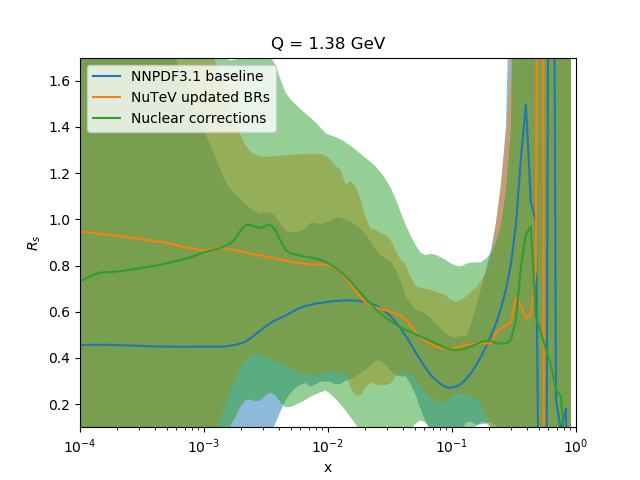 Q = 1.38 GeV
NNPDF3.1 baseline
NuTeV updated BRs
Nuclear corrections
1.6
1.4
1.2
1.0
0.8
0.6
0.4
0.2
R_s
10^{-4} 10^{-3} 10^{-2} 10^{-1} 10^{0}
x